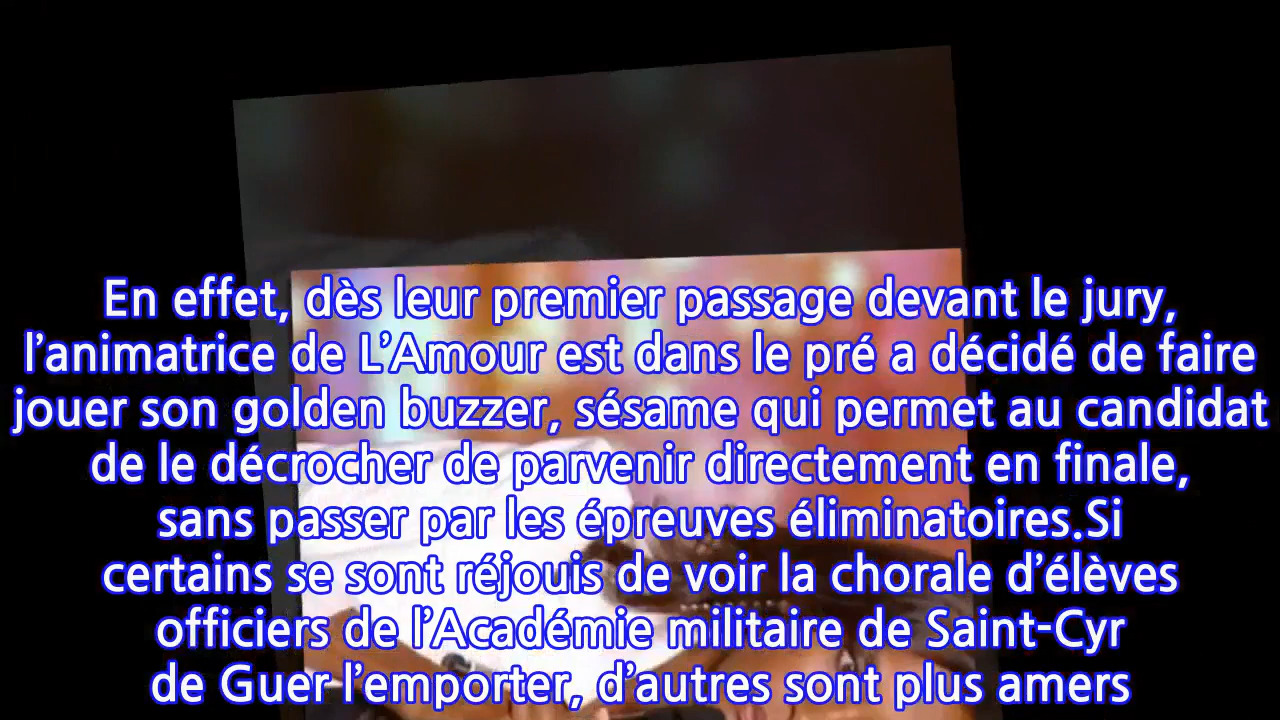 En effet, dès leur premier passage devant le jury,
l'animatrice de L'Amour est dans le pré a décidé de faire
jouer son golden buzzer, sésame qui permet au candidat
de le décrocher de parvenir directement en finale,
sans passer par les épreuves éliminatoires.Si
certains se sont réjouis de voir la chorale d'élèves
officiers de l'Académie militaire de Saint-Cyr
de Guer l'emporter, d'autres sont plus amers